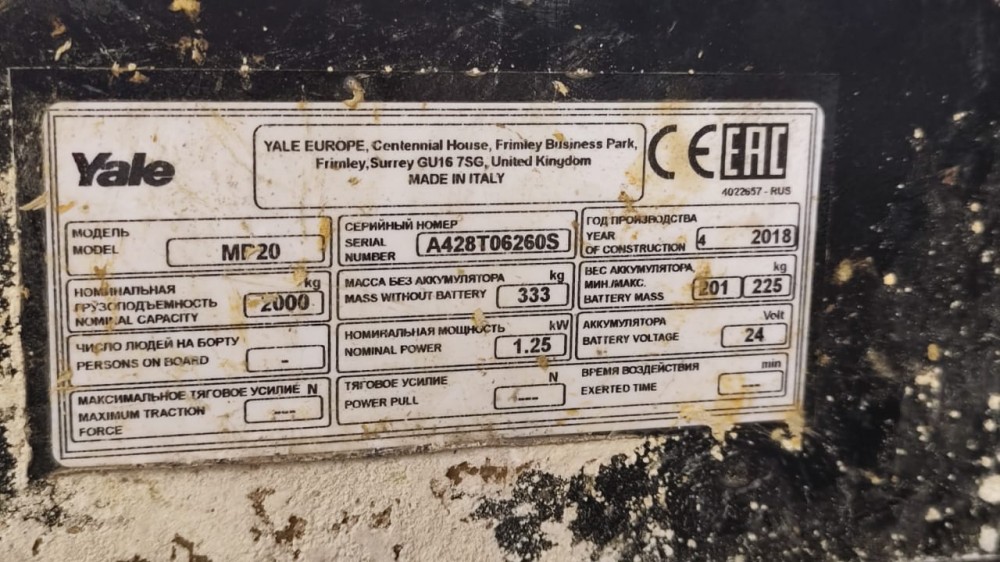 Yale
YALE EUROPE, Centennial House, Frimley Business Park,
Frimley, Surrey GU16 7SG, United Kingdom
MADE IN ITALY
CE EAC
4022657 - RUS
МОДЕЛЬ
MODEL MP20
СЕРИЙНЫЙ НОМЕР
SERIAL
NUMBER A428T06260S
ГОД ПРОИЗВОДСТВА
YEAR
OF CONSTRUCTION 4 2018
НОМИНАЛЬНАЯ kg
ГРУЗОПОДЪЕМНОСТЬ
NOMINAL CAPACITY 2000
МАССА БЕЗ АККУМУЛЯТОРА kg
MASS WITHOUT BATTERY 333
ВЕС АККУМУЛЯТОРА, kg
МИН./МАКС.
BATTERY MASS 201 225
ЧИСЛО ЛЮДЕЙ НА БОРТУ
PERSONS ON BOARD -
НОМИНАЛЬНАЯ МОЩНОСТЬ kW
NOMINAL POWER 1.25
АККУМУЛЯТОРА Volt
BATTERY VOLTAGE 24
МАКСИМАЛЬНОЕ ТЯГОВОЕ УСИЛИЕ N
MAXIMUM TRACTION
FORCE ---
ТЯГОВОЕ УСИЛИЕ N
POWER PULL ---
ВРЕМЯ ВОЗДЕЙСТВИЯ min
EXERTED TIME ---